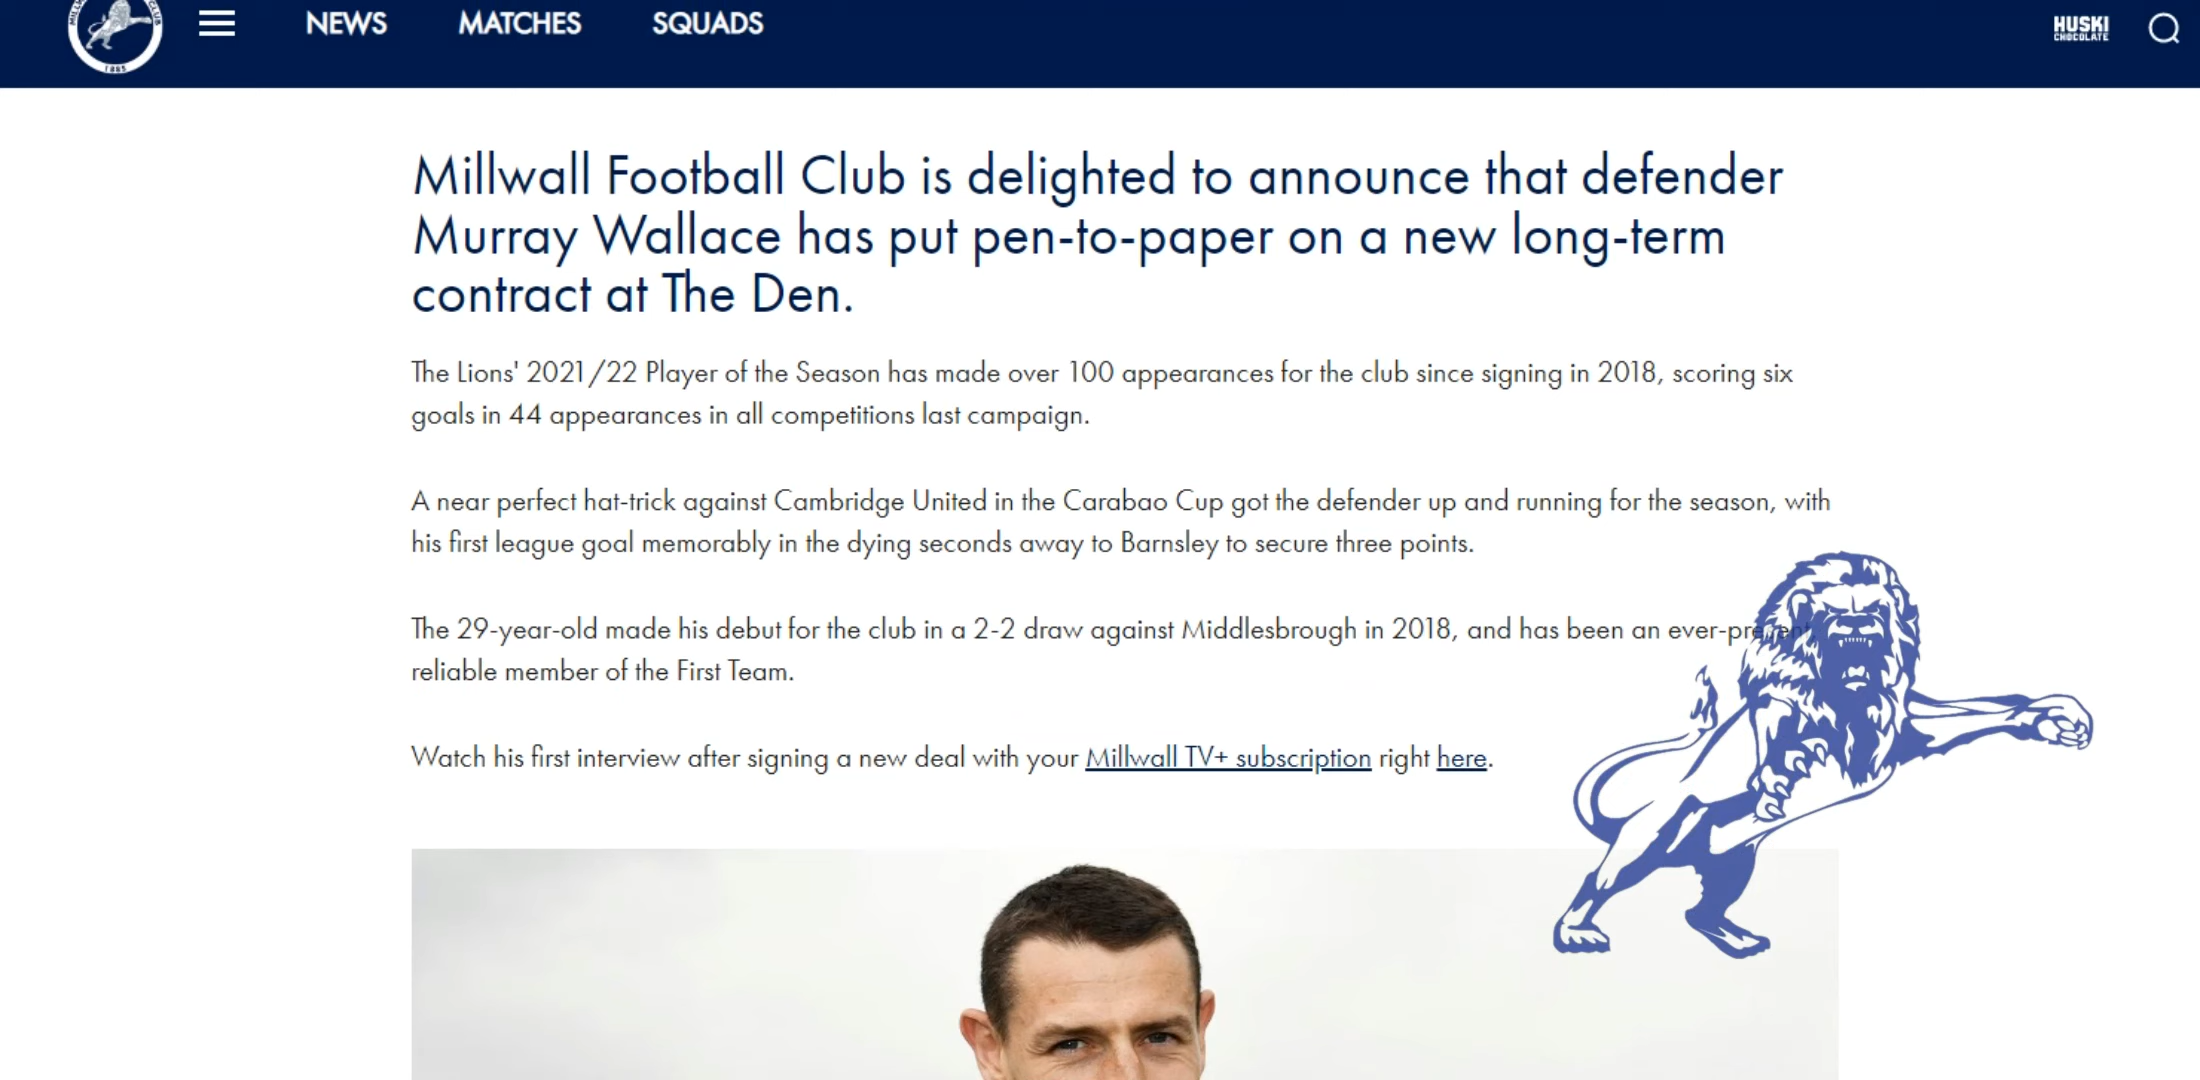 NEWS MATCHES SQUADS
HUSKI
CHOCOLATE
1885
Millwall Football Club is delighted to announce that defender
Murray Wallace has put pen-to-paper on a new long-term
contract at The Den.
The Lions' 2021/22 Player of the Season has made over 100 appearances for the club since signing in 2018, scoring six
goals in 44 appearances in all competitions last campaign.
A near perfect hat-trick against Cambridge United in the Carabao Cup got the defender up and running for the season, with
his first league goal memorably in the dying seconds away to Barnsley to secure three points.
The 29-year-old made his debut for the club in a 2-2 draw against Middlesbrough in 2018, and has been an ever-present,
reliable member of the First Team.
Watch his first interview after signing a new deal with your Millwall TV+ subscription right here.